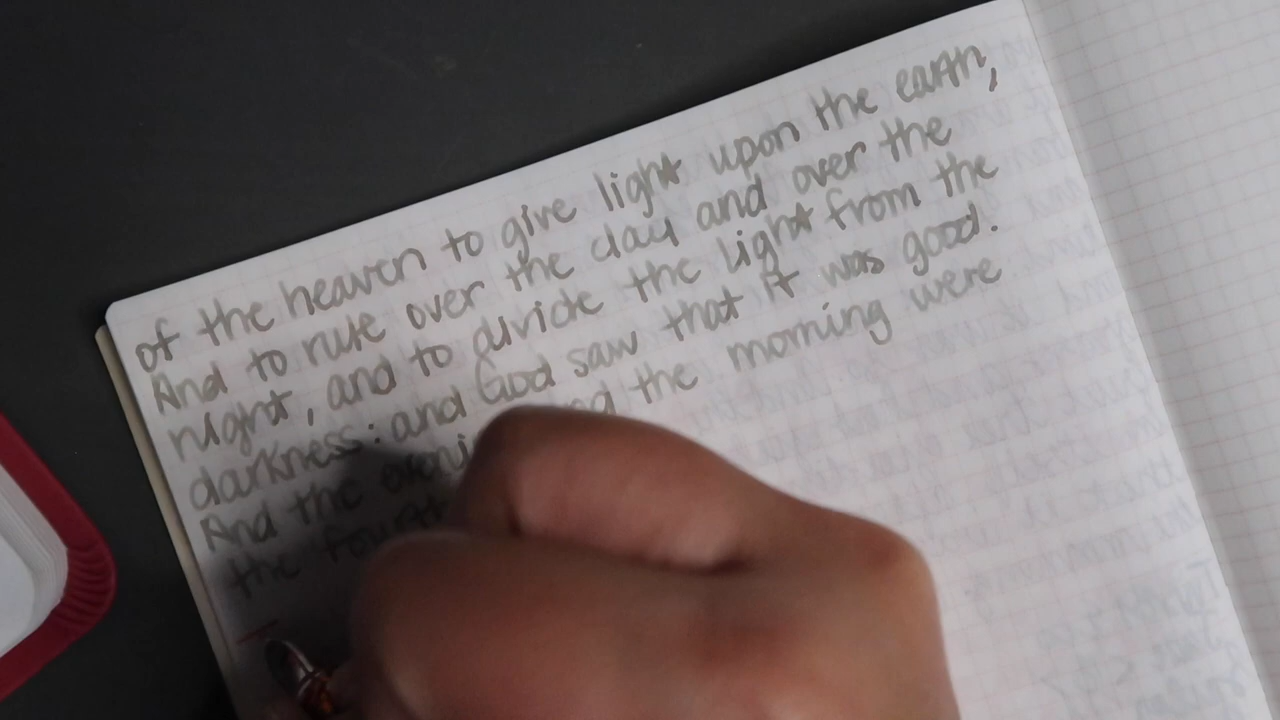 of the heaven to give light upon the earth,
And to rule over the day and over the
night, and to divide the light from the
darkness: and God saw that it was good.
And the the morning were
the